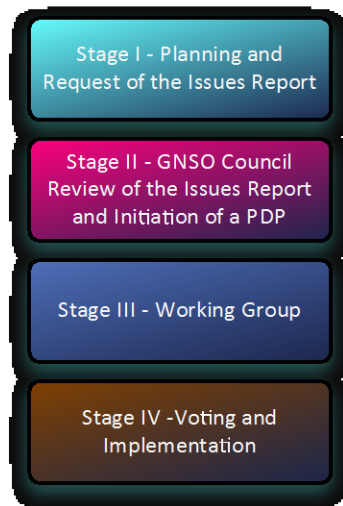 Stage I - Planning and
Request of the Issues Report
Stage II - GNSO Council
Review of the Issues Report
and Initiation of a PDP
Stage III - Working Group
Stage IV -Voting and
Implementation